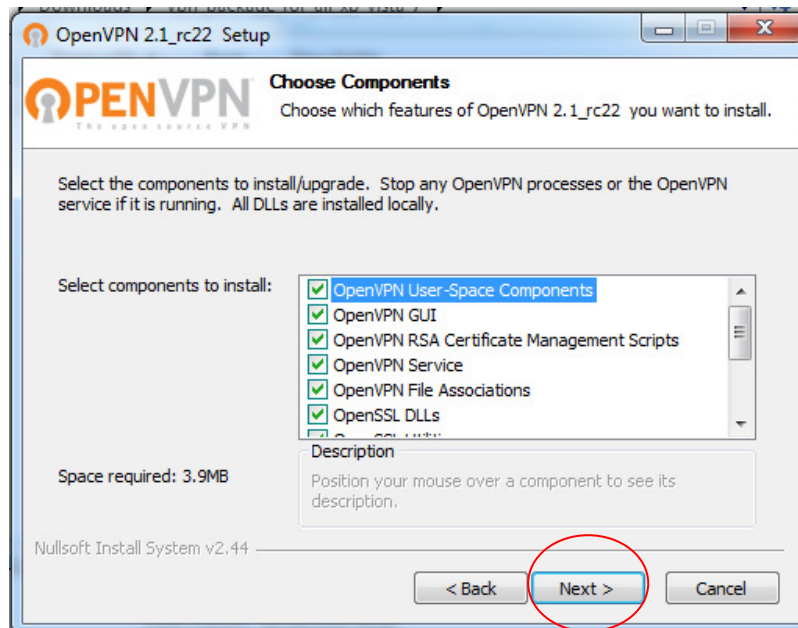 OpenVPN 2.1_rc22 Setup
OPENVPN
The open source VPN
Choose Components
Choose which features of OpenVPN 2.1_rc22 you want to install.
Select the components to install/upgrade. Stop any OpenVPN processes or the OpenVPN
service if it is running. All DLLs are installed locally.
Select components to install:
OpenVPN User-Space Components
OpenVPN GUI
OpenVPN RSA Certificate Management Scripts
OpenVPN Service
OpenVPN File Associations
OpenSSL DLLs
Space required: 3.9MB
Description
Position your mouse over a component to see its
description.
Nullsoft Install System v2.44
< Back
Next >
Cancel